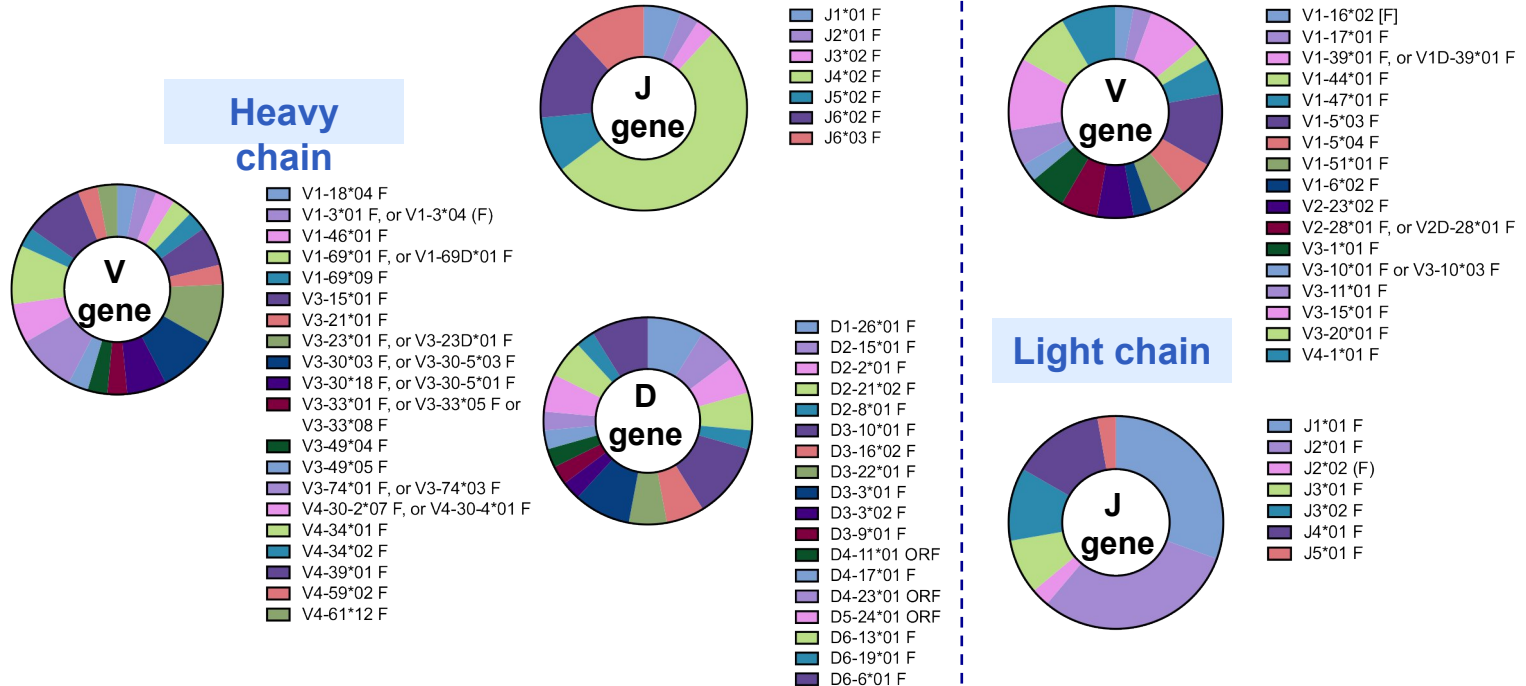 Heavy
chain
V
gene
V1-18*04 F
V1-3*01 F, or V1-3*04 (F)
V1-46*01 F
V1-69*01 F, or V1-69D*01 F
V1-69*09 F
V3-15*01 F
V3-21*01 F
V3-23*01 F, or V3-23D*01 F
V3-30*03 F, or V3-30-5*03 F
V3-30*18 F, or V3-30-5*01 F
V3-33*01 F, or V3-33*05 F or
V3-33*08 F
V3-49*04 F
V3-49*05 F
V3-74*01 F, or V3-74*03 F
V4-30-2*07 F, or V4-30-4*01 F
V4-34*01 F
V4-34*02 F
V4-39*01 F
V4-59*02 F
V4-61*12 F
J
gene
J1*01 F
J2*01 F
J3*02 F
J4*02 F
J5*02 F
J6*02 F
J6*03 F
D
gene
D1-26*01 F
D2-15*01 F
D2-2*01 F
D2-21*02 F
D2-8*01 F
D3-10*01 F
D3-16*02 F
D3-22*01 F
D3-3*01 F
D3-3*02 F
D3-9*01 F
D4-11*01 ORF
D4-17*01 F
D4-23*01 ORF
D5-24*01 ORF
D6-13*01 F
D6-19*01 F
D6-6*01 F
V
gene
V1-16*02 [F]
V1-17*01 F
V1-39*01 F, or V1D-39*01 F
V1-44*01 F
V1-47*01 F
V1-5*03 F
V1-5*04 F
V1-51*01 F
V1-6*02 F
V2-23*02 F
V2-28*01 F, or V2D-28*01 F
V3-1*01 F
V3-10*01 F or V3-10*03 F
V3-11*01 F
V3-15*01 F
V3-20*01 F
V4-1*01 F
Light chain
J
gene
J1*01 F
J2*01 F
J2*02 (F)
J3*01 F
J3*02 F
J4*01 F
J5*01 F